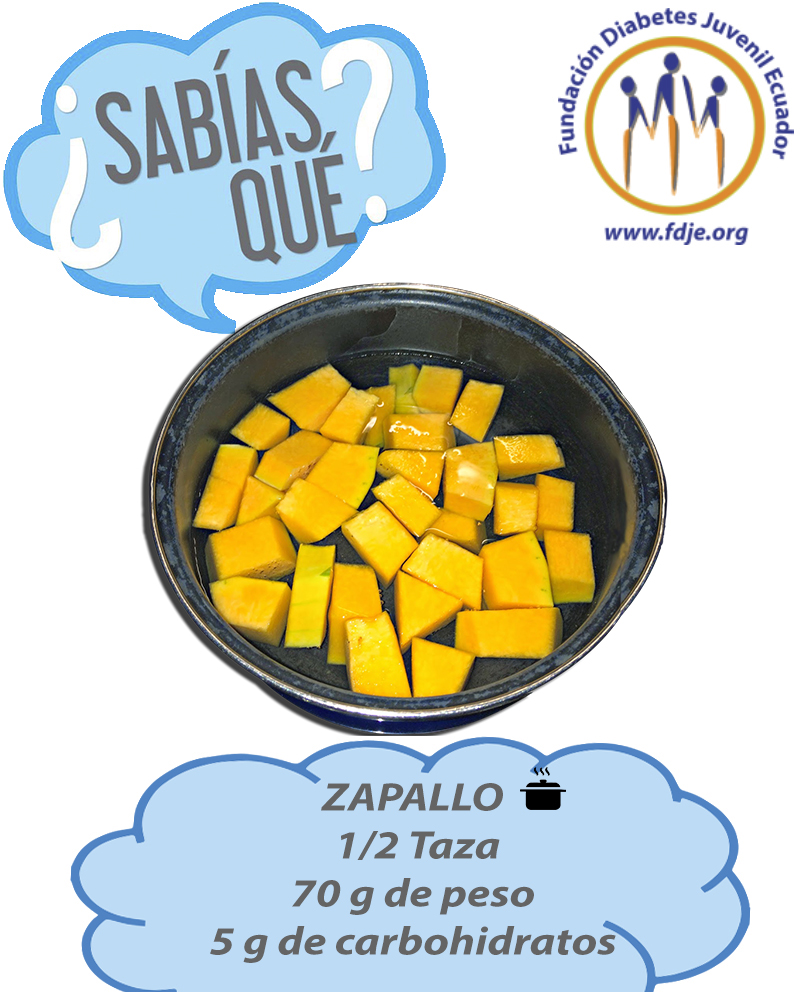 ¿SABÍAS
QUÉ?
Fundación Diabetes Juvenil Ecuador
www.fdje.org
ZAPALLO
1/2 Taza
70 g de peso
5 g de carbohidratos